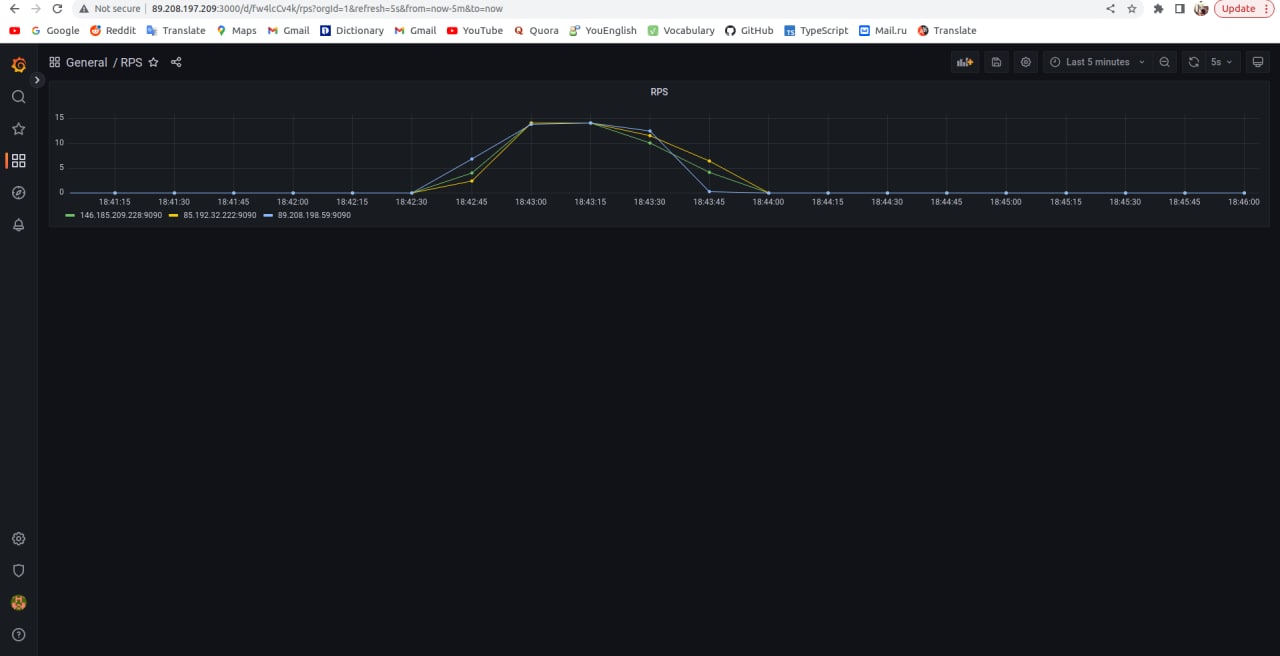 Not secure 89.208.197.209:3000/d/fw4lcCv4k/rps?orgId=1&refresh=5s&from=now-5m&to=now Update
Google Reddit Translate Maps Gmail Dictionary Gmail YouTube Quora YouEnglish Vocabulary GitHub TypeScript Mail.ru Translate
General / RPS Last 5 minutes 5s
RPS
15
10
5
0
18:41:15 18:41:30 18:41:45 18:42:00 18:42:15 18:42:30 18:42:45 18:43:00 18:43:15 18:43:30 18:43:45 18:44:00 18:44:15 18:44:30 18:44:45 18:45:00 18:45:15 18:45:30 18:45:45 18:46:00
146.185.209.228:9090 85.192.32.222:9090 89.208.198.59:9090